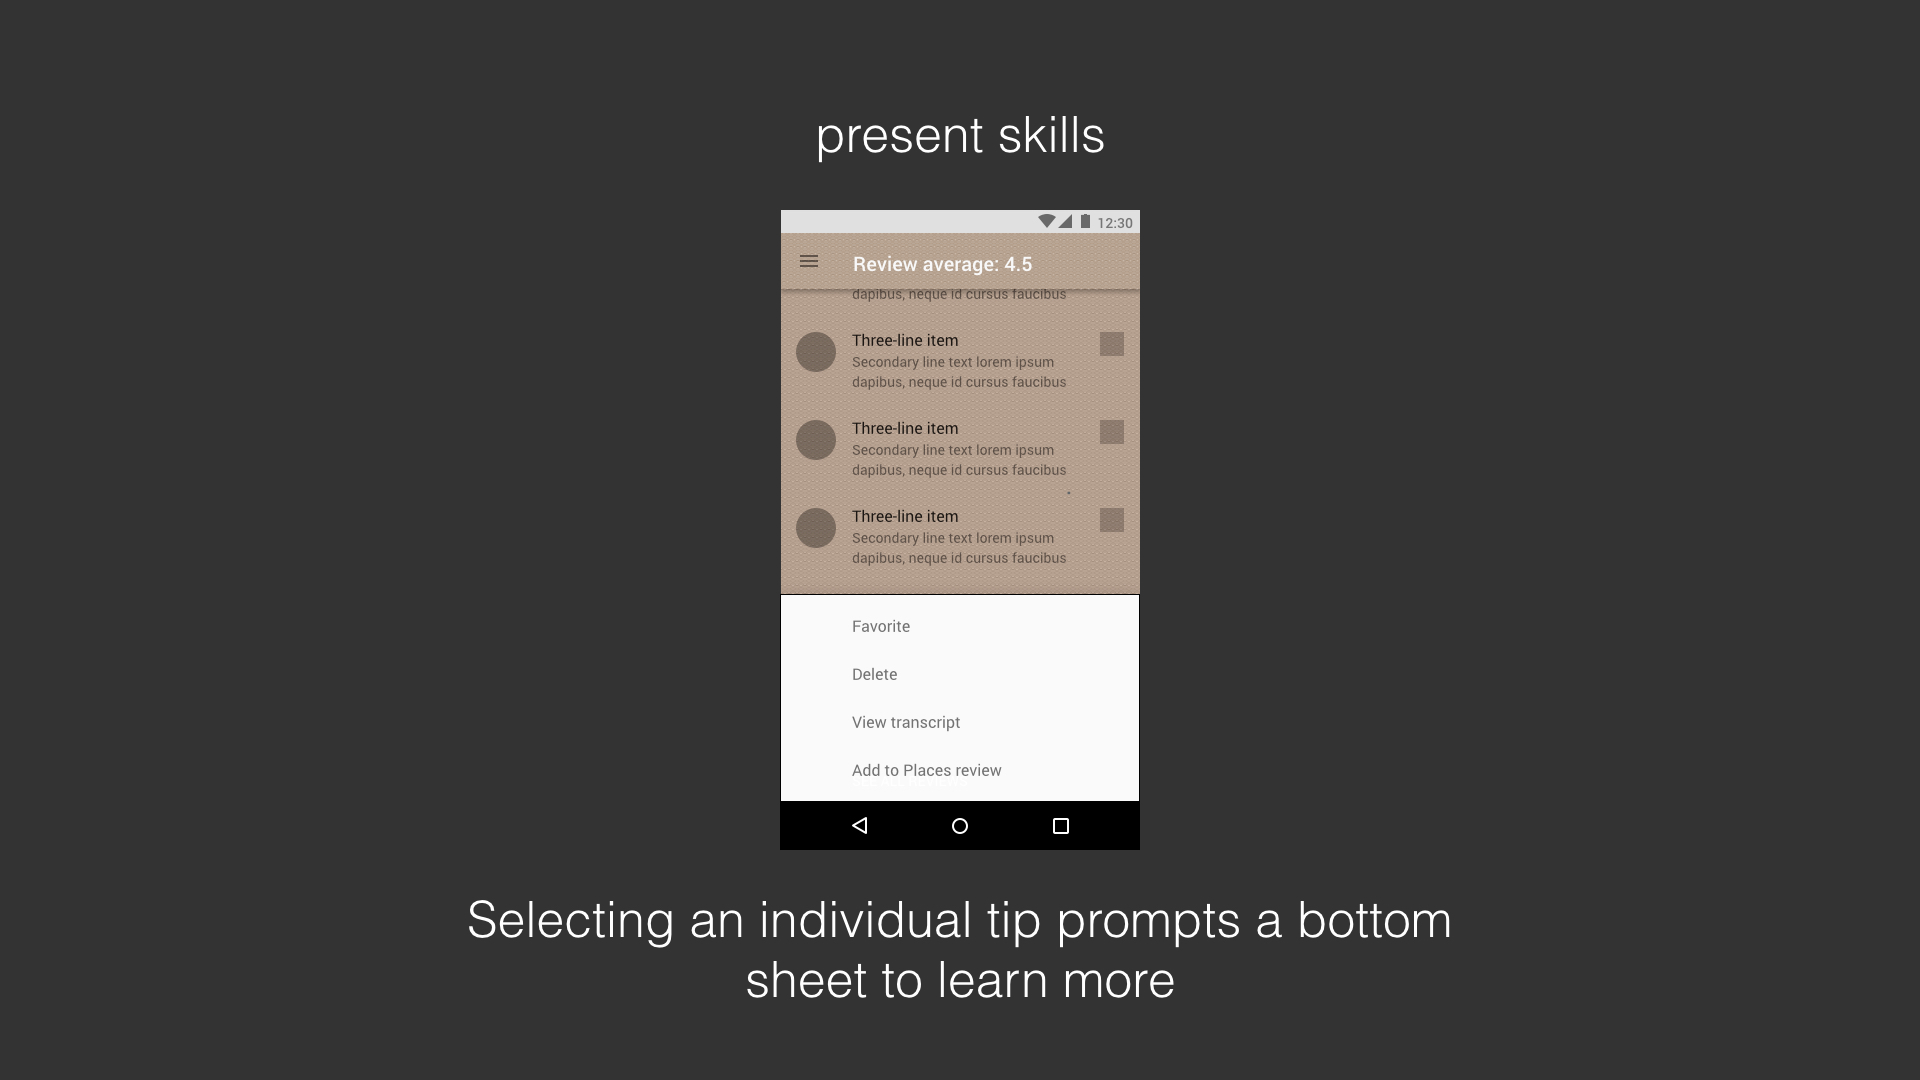 present skills
12:30
Review average: 4.5
dapibus, neque id cursus faucibus
Three-line item
Secondary line text lorem ipsum
dapibus, neque id cursus faucibus
Three-line item
Secondary line text lorem ipsum
dapibus, neque id cursus faucibus
Three-line item
Secondary line text lorem ipsum
dapibus, neque id cursus faucibus
Favorite
Delete
View transcript
Add to Places review
Selecting an individual tip prompts a bottom
sheet to learn more